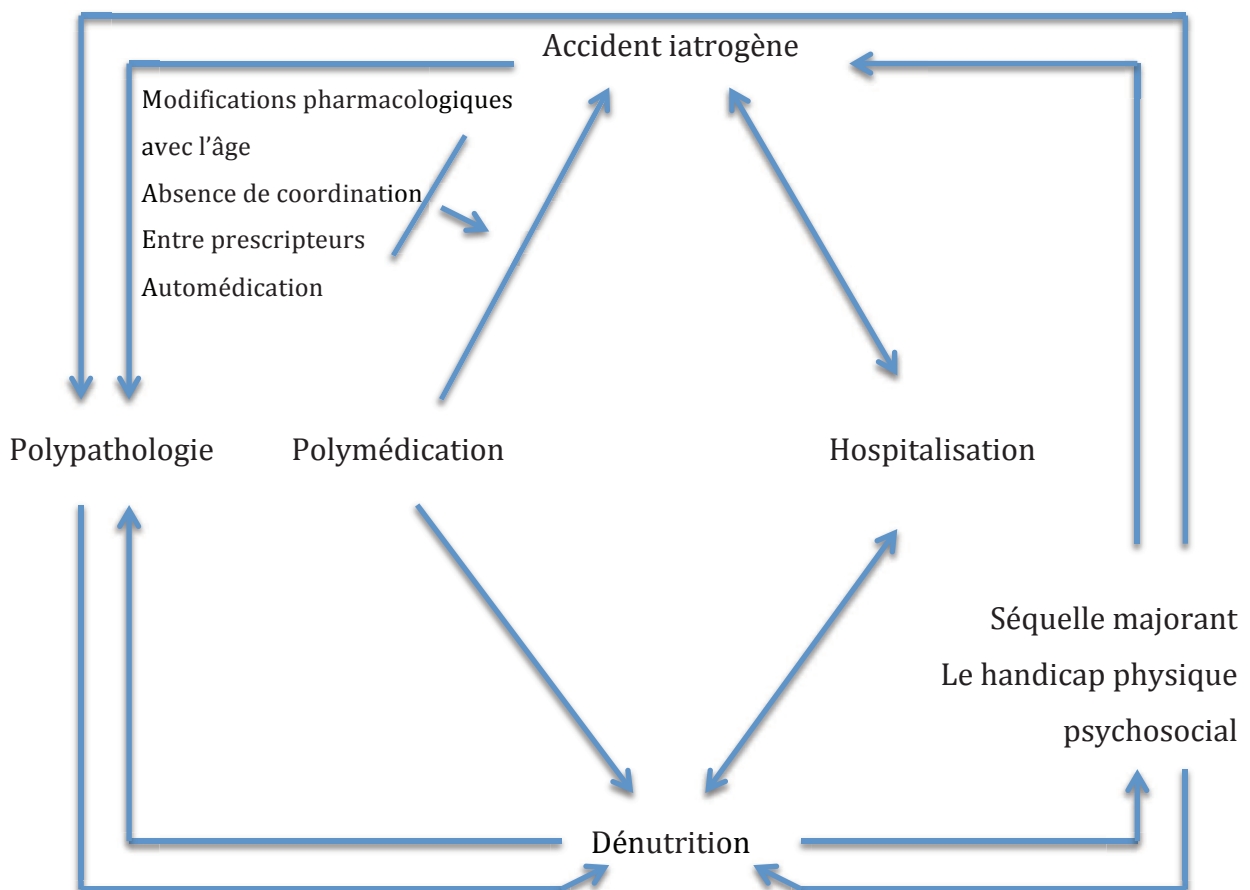 Accident iatrogène
Modifications pharmacologiques
avec l’âge
Absence de coordination
Entre prescripteurs
Automédication
Polypathologie
Polymédication
Hospitalisation
Séquelle majorant
Le handicap physique
psychosocial
Dénutrition